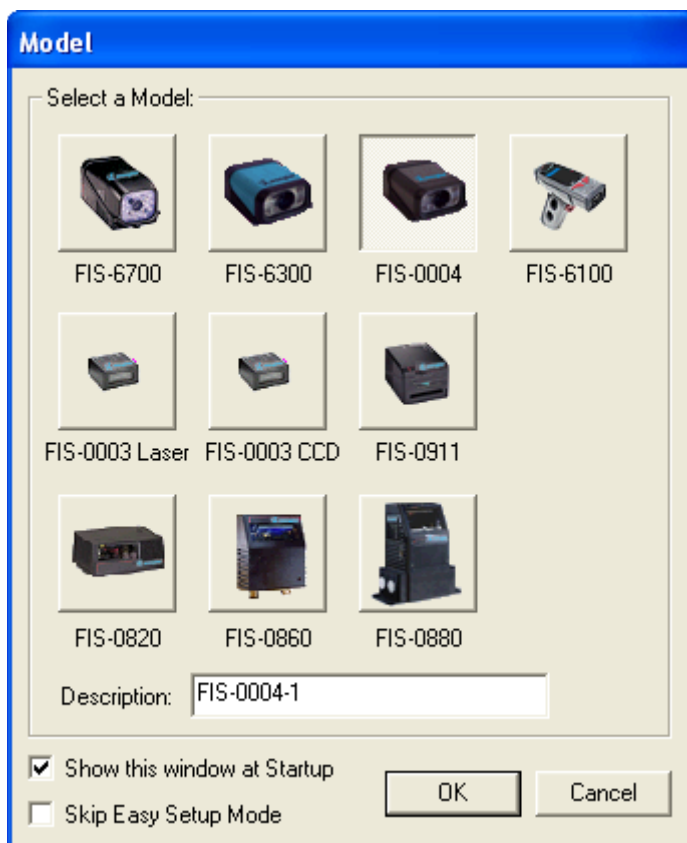 Model
Select a Model:
FIS-6700 FIS-6300 FIS-0004 FIS-6100
FIS-0003 Laser FIS-0003 CCD FIS-0911
FIS-0820 FIS-0860 FIS-0880
Description: FIS-0004-1
Show this window at Startup
OK Cancel
Skip Easy Setup Mode